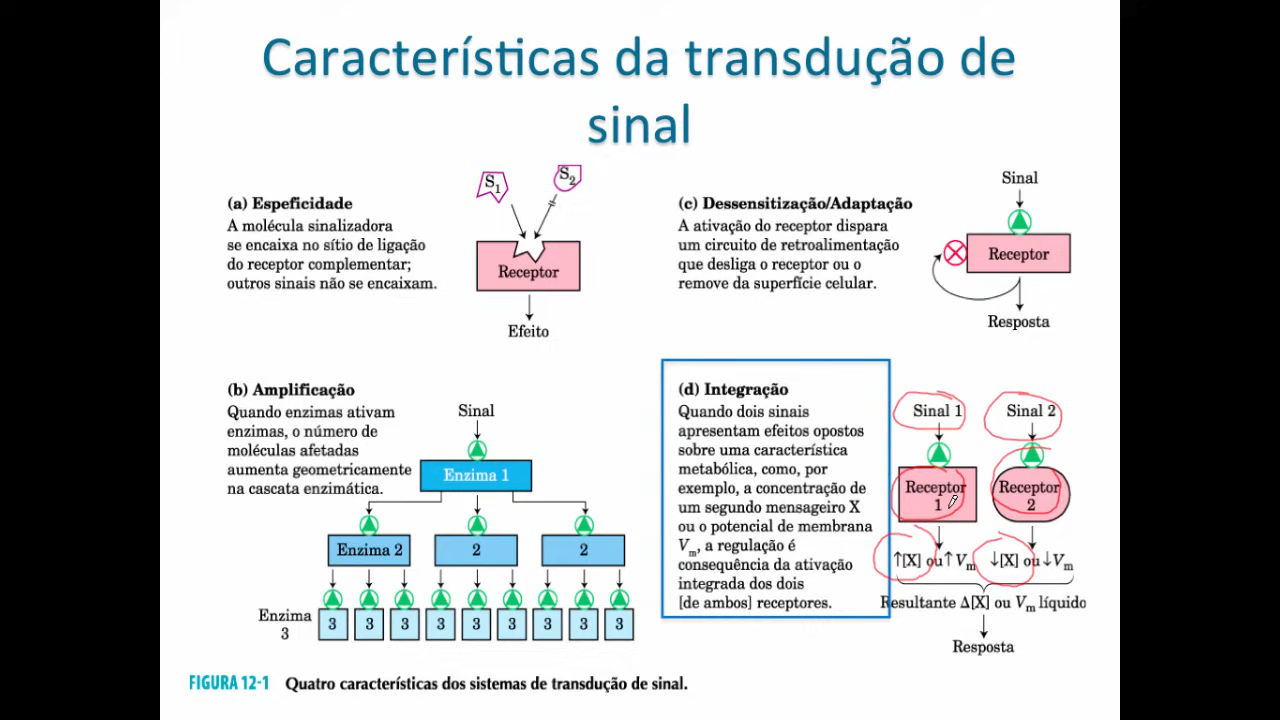 Características da transdução de
sinal
(a) Espeficidade
A molécula sinalizadora
se encaixa no sítio de ligação
do receptor complementar;
outros sinais não se encaixam.
S1
S2
Receptor
Efeito
(c) Dessensitização/Adaptação
A ativação do receptor dispara
um circuito de retroalimentação
que desliga o receptor ou o
remove da superfície celular.
Sinal
Receptor
Resposta
(b) Amplificação
Quando enzimas ativam
enzimas, o número de
moléculas afetadas
aumenta geometricamente
na cascata enzimática.
Sinal
Enzima 1
Enzima 2
2
2
Enzima
3
3 3 3 3 3 3 3 3 3
(d) Integração
Quando dois sinais
apresentam efeitos opostos
sobre uma característica
metabólica, como, por
exemplo, a concentração de
um segundo mensageiro X
ou o potencial de membrana
Vm, a regulação é
consequência da ativação
integrada dos dois
[de ambos] receptores.
Sinal 1
Sinal 2
Receptor
1
Receptor
2
↑[X] ou↑Vm
↓[X] ou↓Vm
Resultante Δ[X] ou Vm líquido
Resposta
FIGURA 12-1 Quatro características dos sistemas de transdução de sinal.